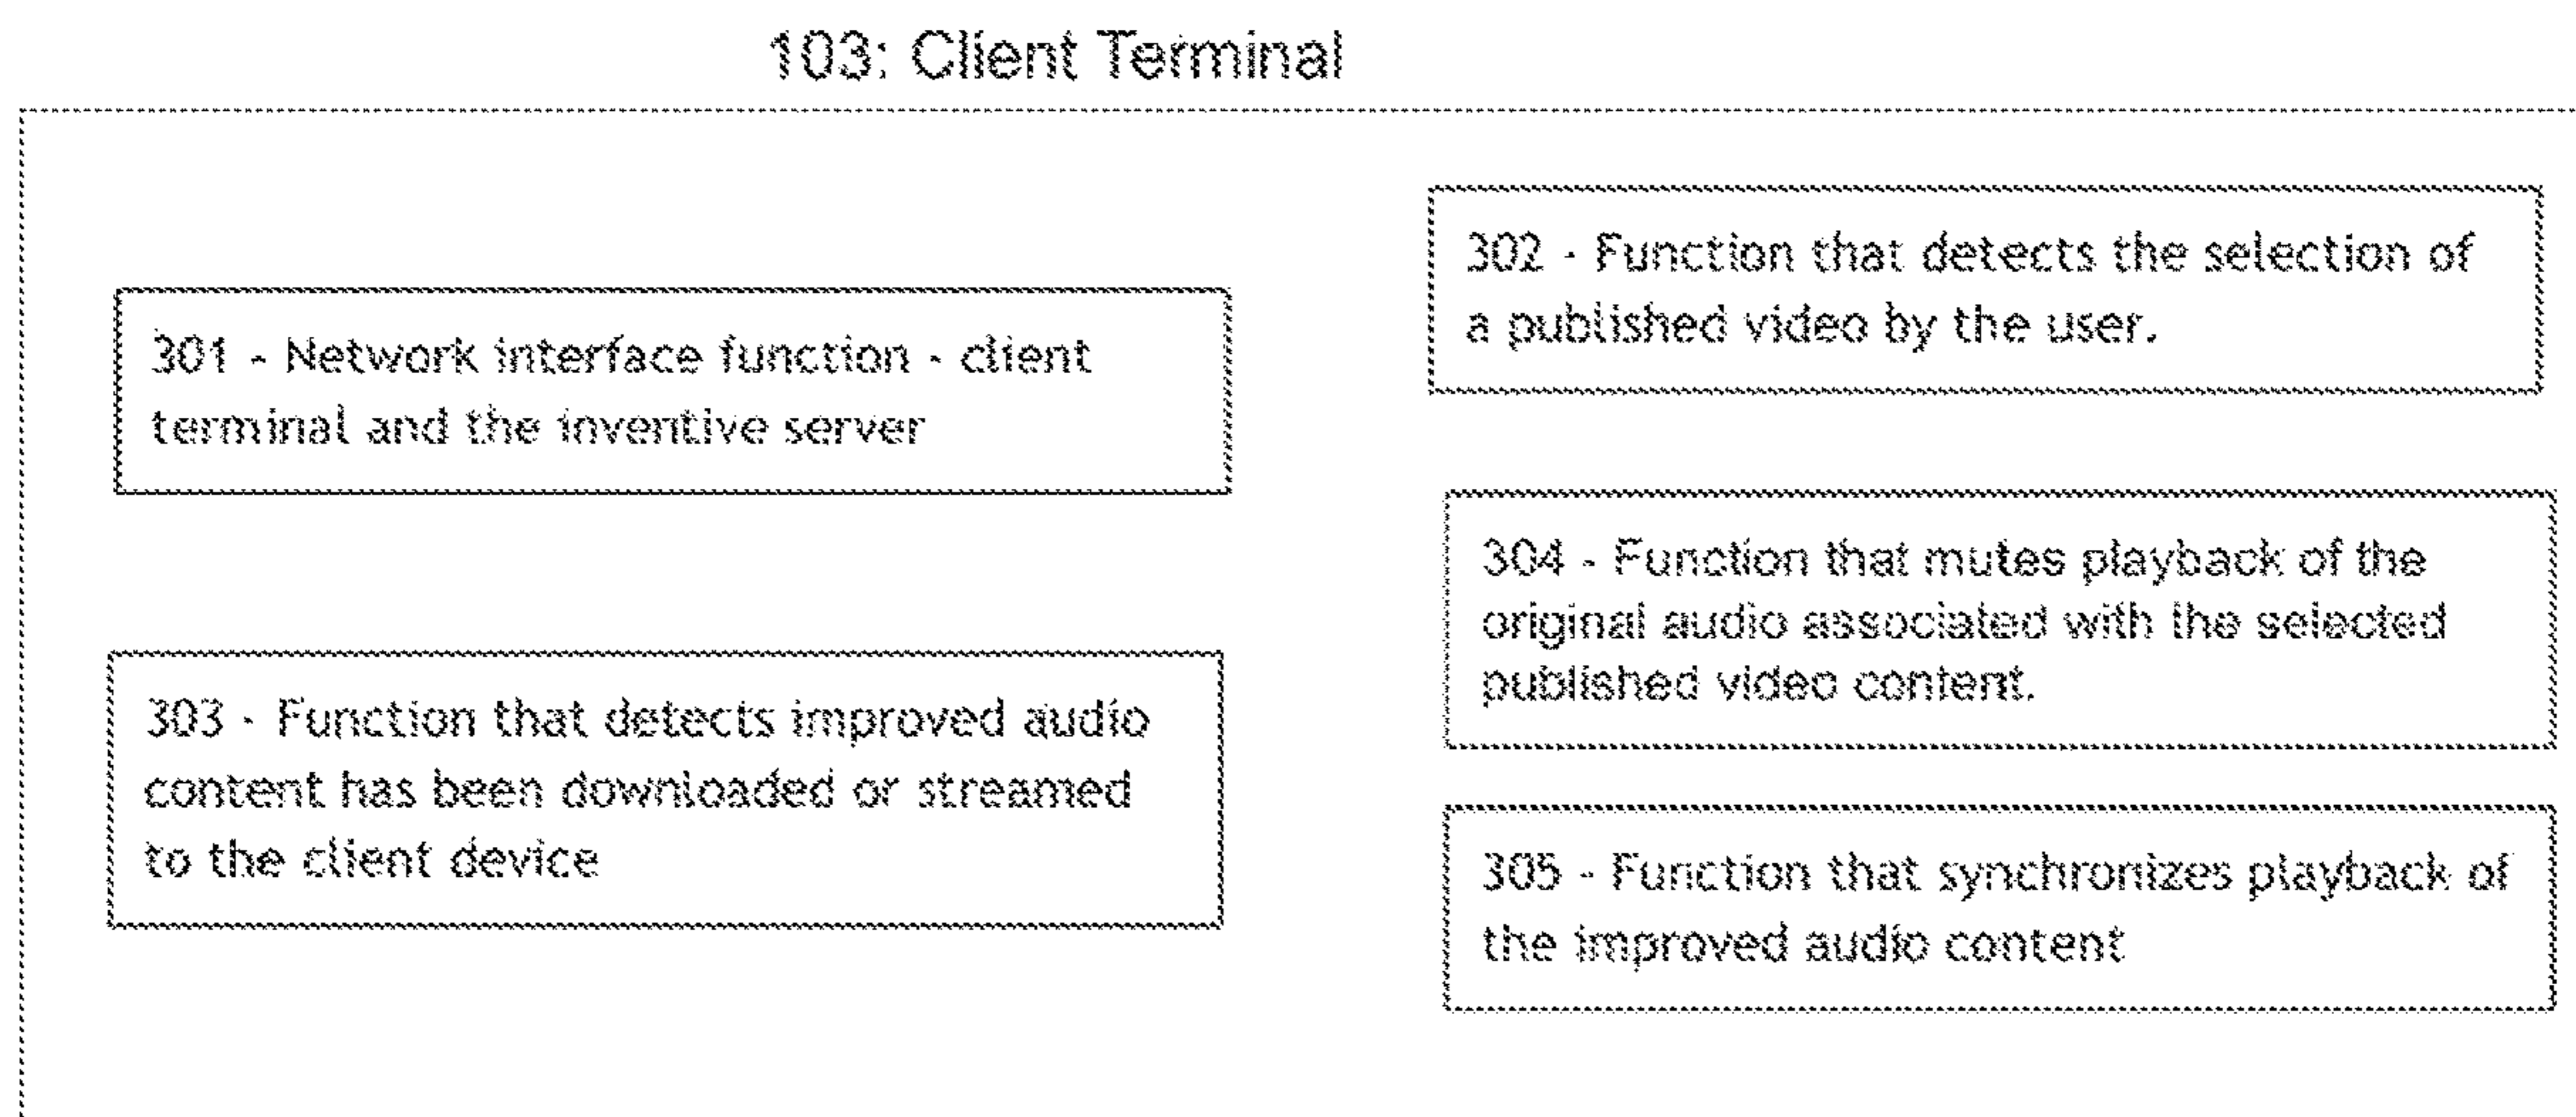 103: Client Terminal
301 - Network interface function - client
terminal and the inventive server
302 - Function that detects the selection of
a published video by the user.
303 - Function that detects improved audio
content has been downloaded or streamed
to the client device
304 - Function that mutes playback of the
original audio associated with the selected
published video content.
305 - Function that synchronizes playback of
the improved audio content